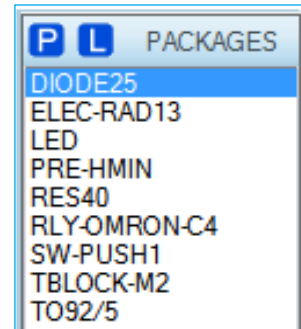 P L PACKAGES
DIODE25
ELEC-RAD13
LED
PRE-HMIN
RES40
RLY-OMRON-C4
SW-PUSH1
TBLOCK-M2
TO92/5